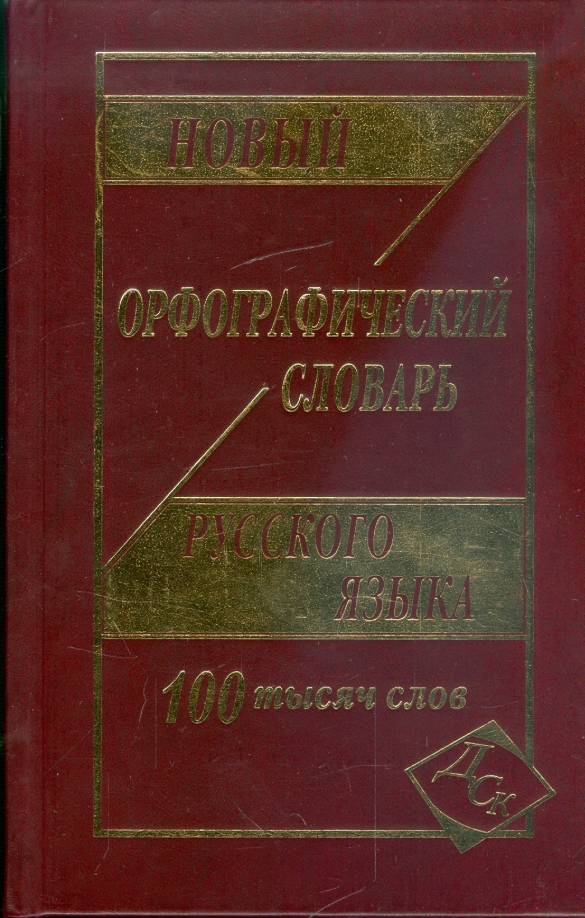 НОВЫЙ
ОРФОГРАФИЧЕСКИЙ
СЛОВАРЬ
РУССКОГО
ЯЗЫКА
100 тысяч слов
ДСК